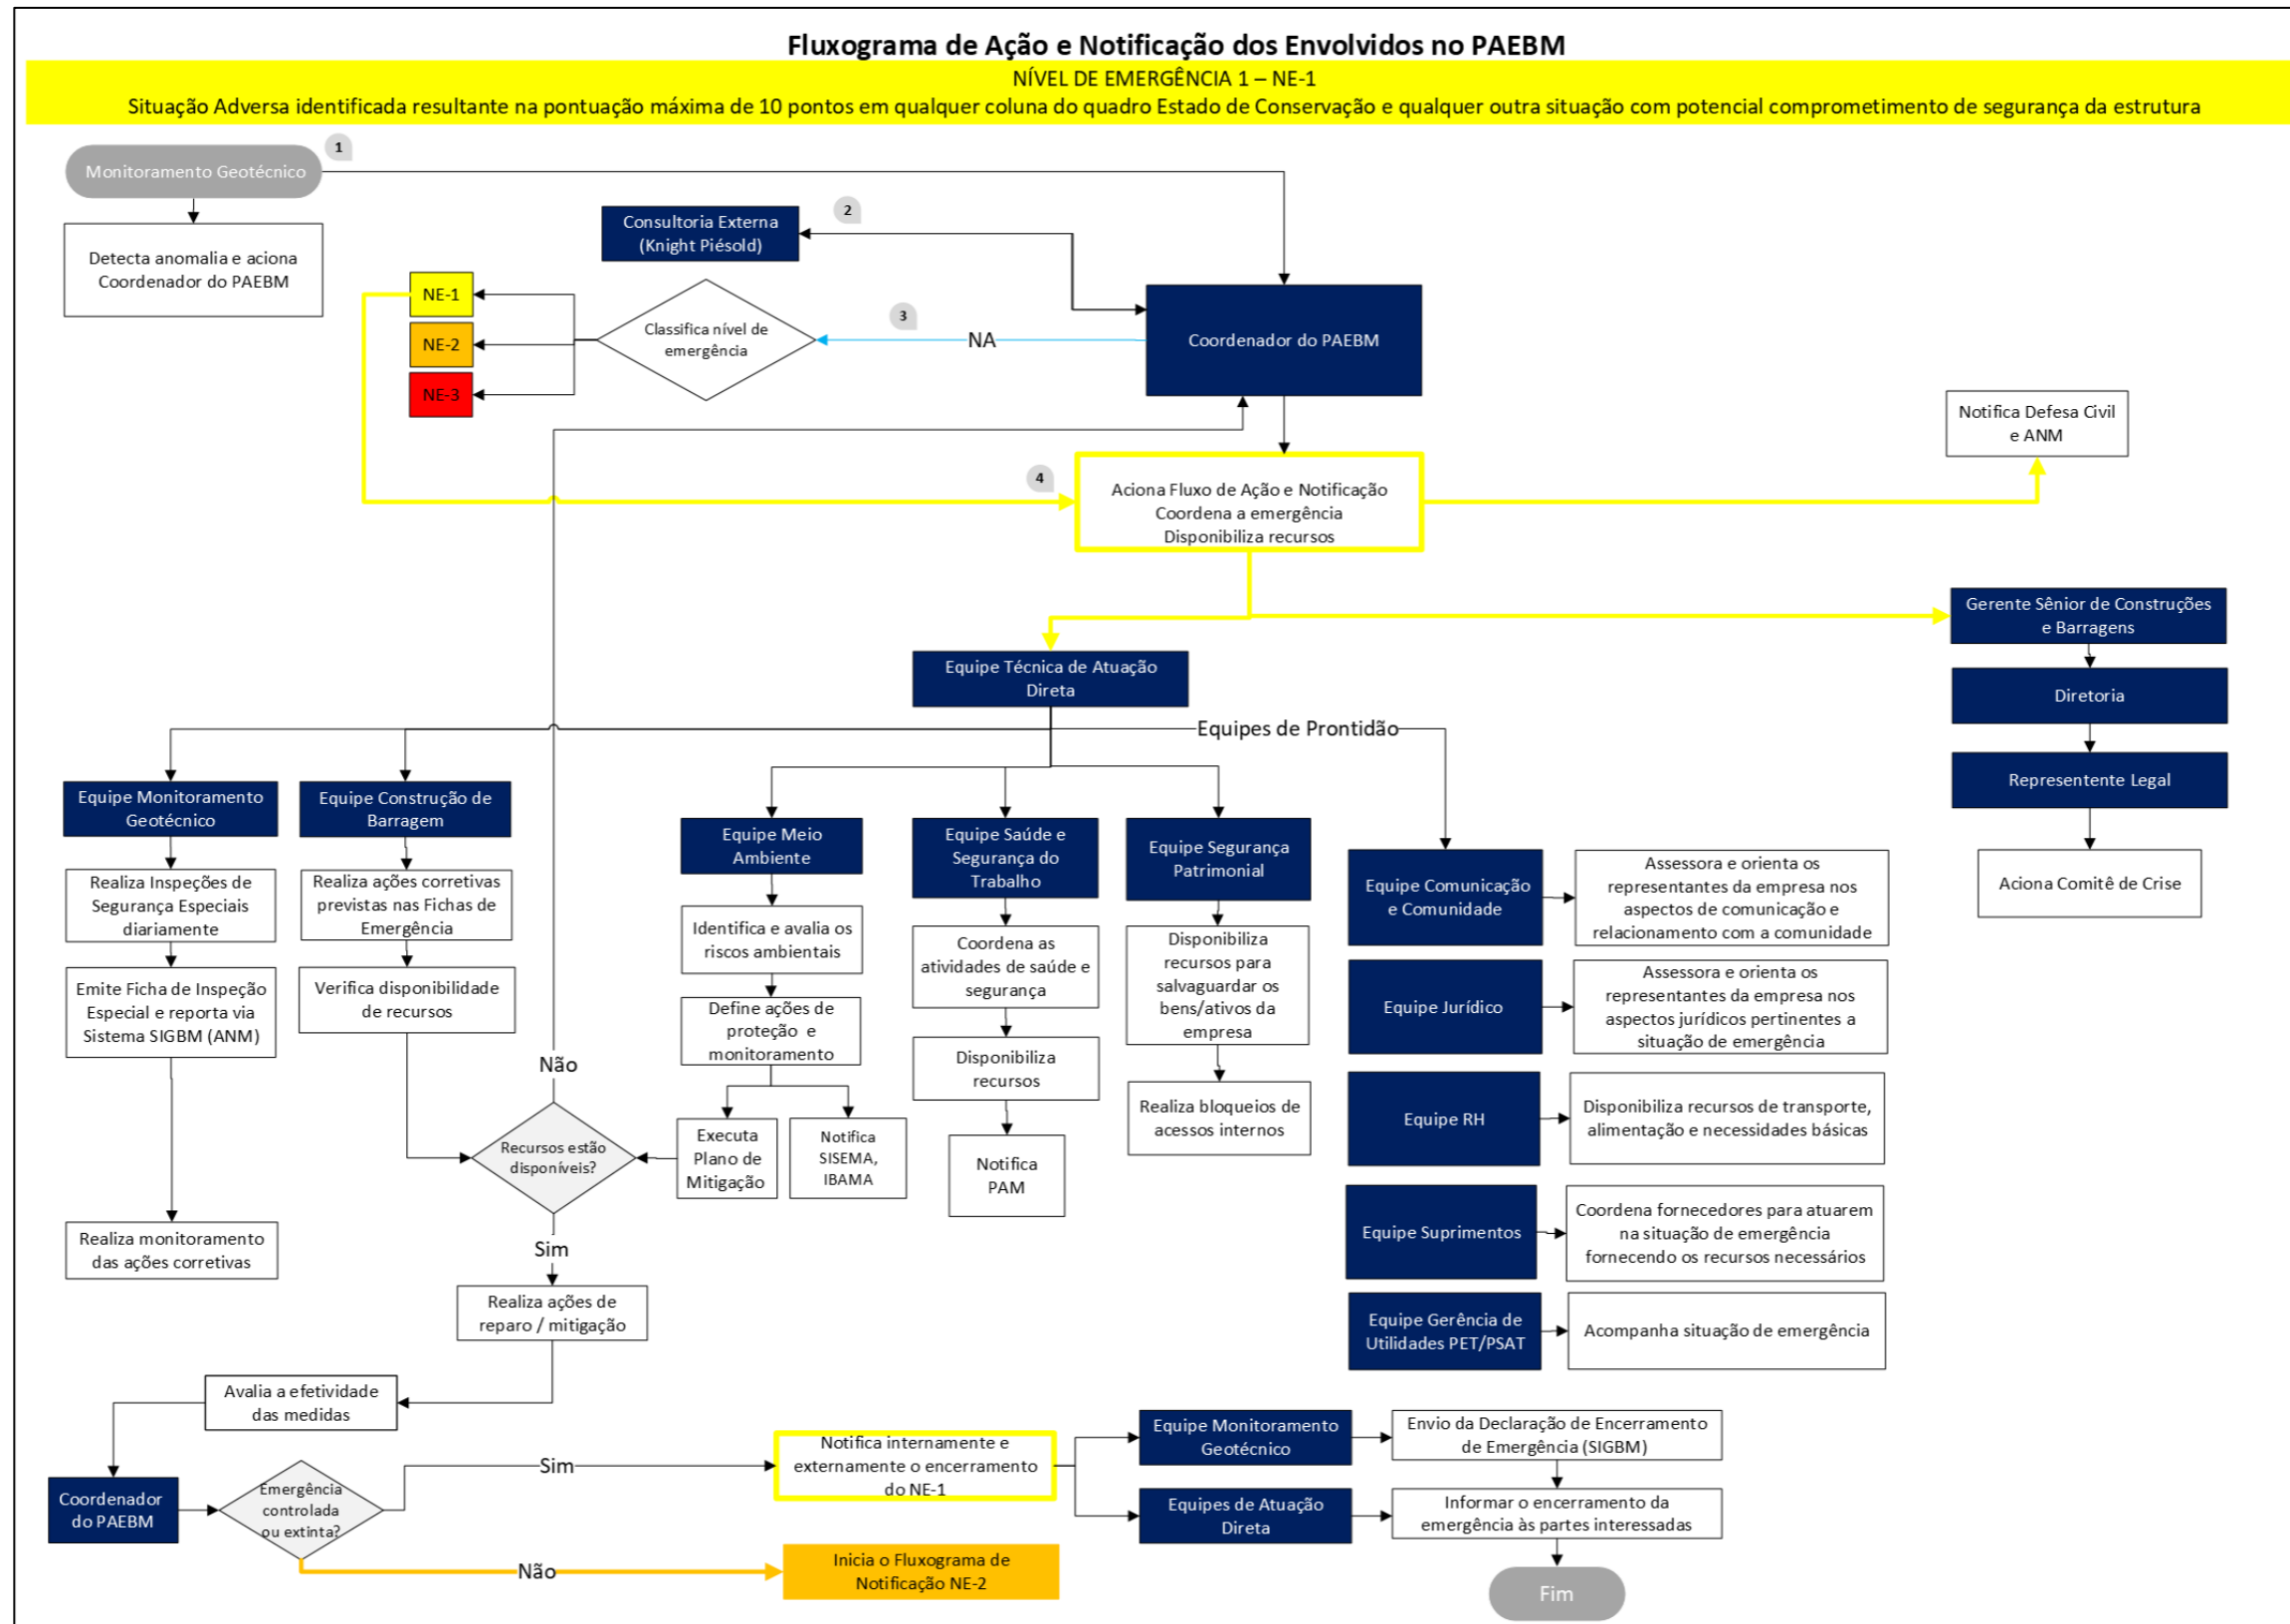 Fluxograma de Ação e Notificação dos Envolvidos no PAEBM
NÍVEL DE EMERGÊNCIA 1 – NE-1
Situação Adversa identificada resultante na pontuação máxima de 10 pontos em qualquer coluna do quadro Estado de Conservação e qualquer outra situação com potencial comprometimento de segurança da estrutura
1
Monitoramento Geotécnico
Detecta anomalia e aciona
Coordenador do PAEBM
2
Consultoria Externa
(Knight Piésold)
NE-1
NE-2
NE-3
Classifica nível de
emergência
3
NA
Coordenador do PAEBM
Notifica Defesa Civil
e ANM
4
Aciona Fluxo de Ação e Notificação
Coordena a emergência
Disponibiliza recursos
Gerente Sênior de Construções
e Barragens
Diretoria
Representente Legal
Aciona Comitê de Crise
Equipe Técnica de Atuação
Direta
Equipes de Prontidão
Equipe Monitoramento
Geotécnico
Realiza Inspeções de
Segurança Especiais
diariamente
Emite Ficha de Inspeção
Especial e reporta via
Sistema SIGBM (ANM)
Realiza monitoramento
das ações corretivas
Equipe Construção de
Barragem
Realiza ações corretivas
previstas nas Fichas de
Emergência
Verifica disponibilidade
de recursos
Equipe Meio
Ambiente
Identifica e avalia os
riscos ambientais
Define ações de
proteção e
monitoramento
Executa
Plano de
Mitigação
Notifica
SISEMA,
IBAMA
Equipe Saúde e
Segurança do
Trabalho
Coordena as
atividades de saúde e
segurança
Disponibiliza
recursos
Notifica
PAM
Equipe Segurança
Patrimonial
Disponibiliza
recursos para
salvaguardar os
bens/ativos da
empresa
Realiza bloqueios de
acessos internos
Equipe Comunicação
e Comunidade
Assessora e orienta os
representantes da empresa nos
aspectos de comunicação e
relacionamento com a comunidade
Equipe Jurídico
Assessora e orienta os
representantes da empresa nos
aspectos jurídicos pertinentes a
situação de emergência
Equipe RH
Disponibiliza recursos de transporte,
alimentação e necessidades básicas
Equipe Suprimentos
Coordena fornecedores para atuarem
na situação de emergência
fornecendo os recursos necessários
Equipe Gerência de
Utilidades PET/PSAT
Acompanha situação de emergência
Não
Recursos estão
disponíveis?
Sim
Realiza ações de
reparo / mitigação
Avalia a efetividade
das medidas
Coordenador
do PAEBM
Emergência
controlada
ou extinta?
Sim
Notifica internamente e
externamente o encerramento
do NE-1
Não
Inicia o Fluxograma de
Notificação NE-2
Equipe Monitoramento
Geotécnico
Envio da Declaração de Encerramento
de Emergência (SIGBM)
Equipes de Atuação
Direta
Informar o encerramento da
emergência às partes interessadas
Fim